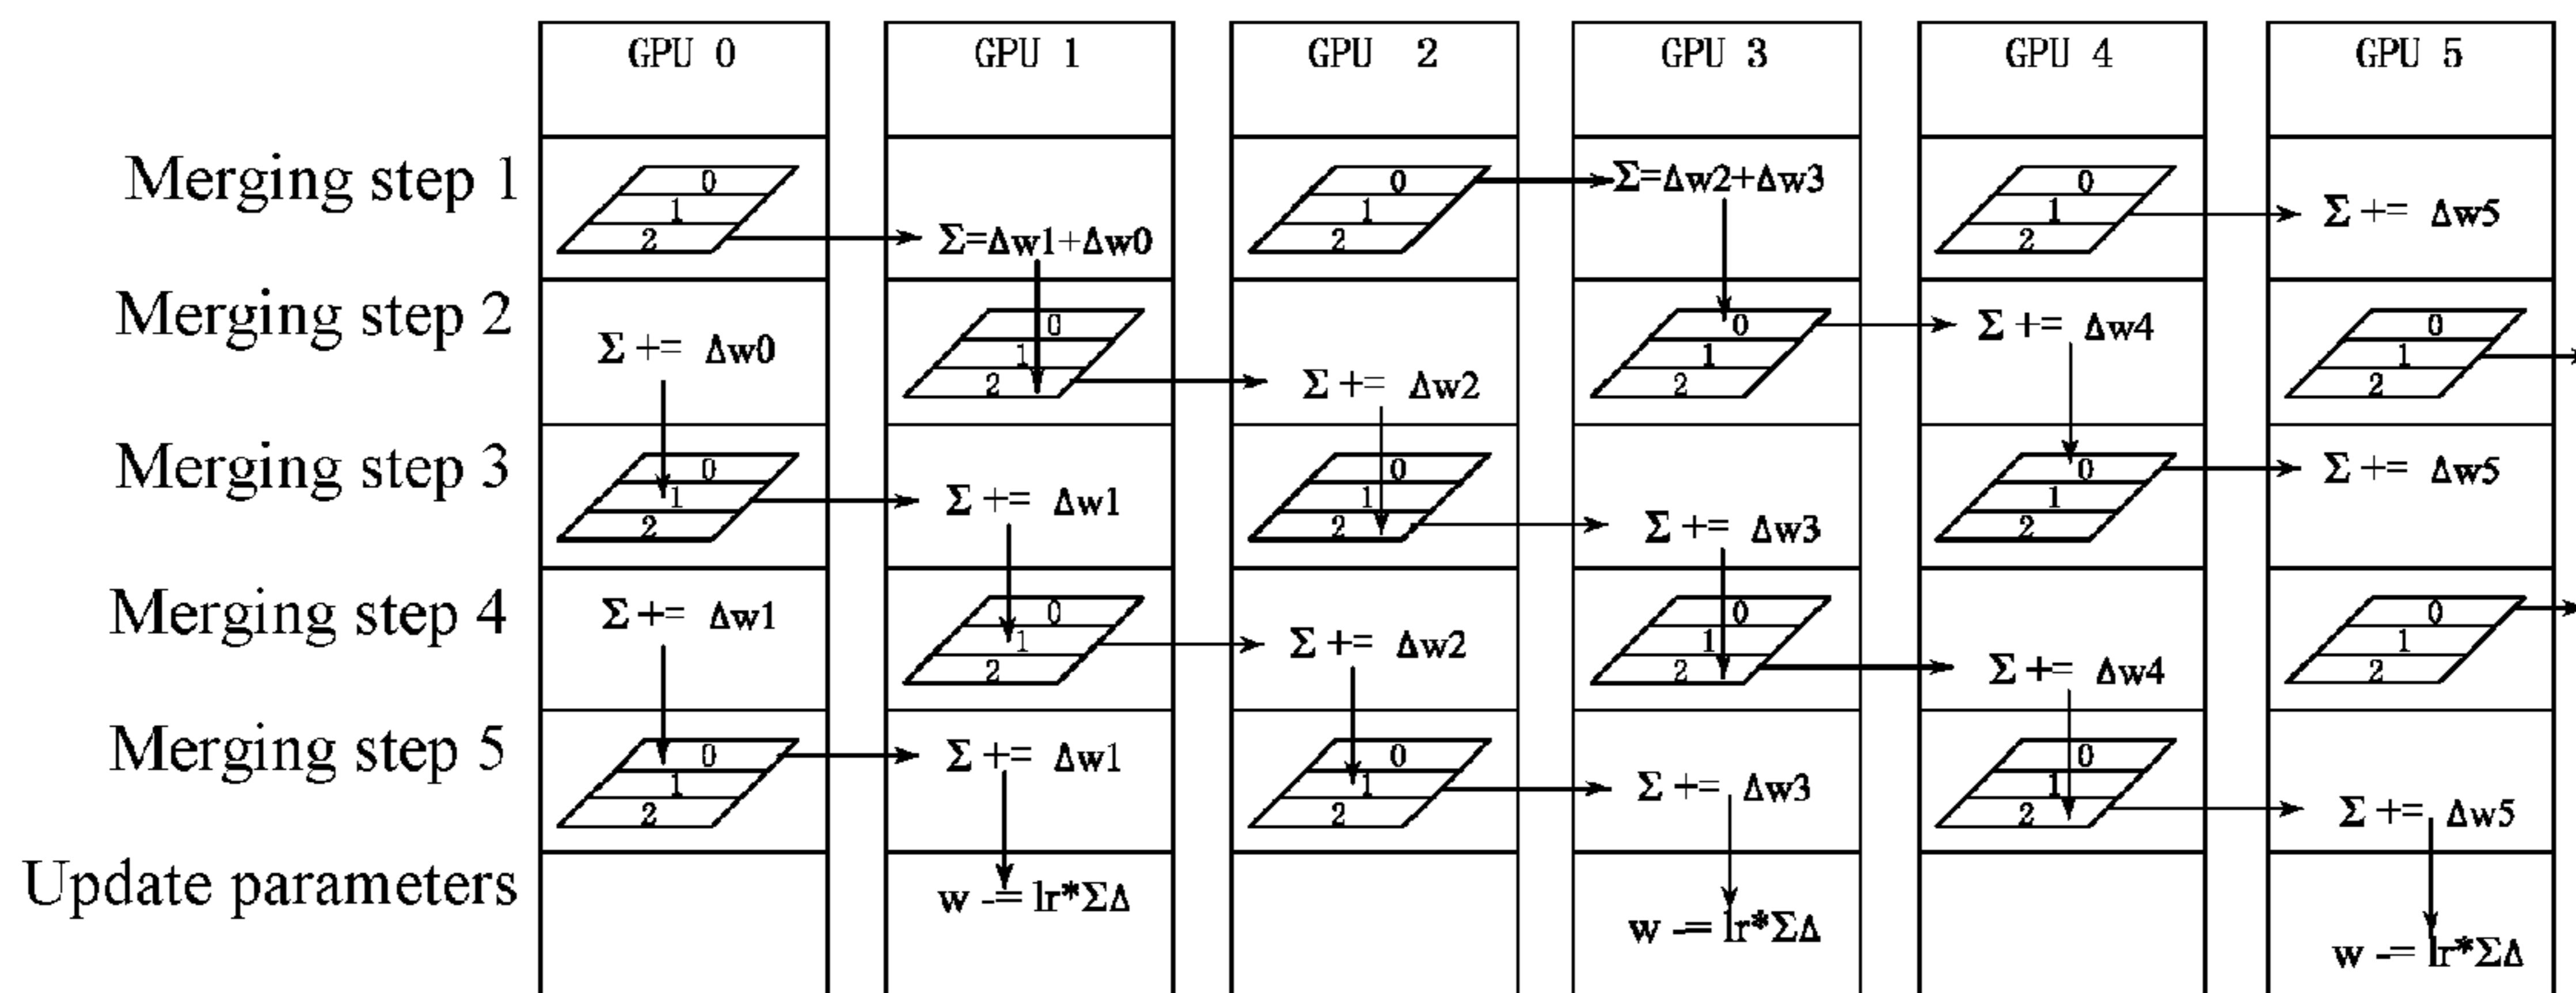 GPU 0 GPU 1 GPU 2 GPU 3 GPU 4 GPU 5
Merging step 1
0
1
2
Σ=Δw1+Δw0
0
1
2
Σ=Δw2+Δw3
0
1
2
Σ += Δw5
Merging step 2
Σ += Δw0
0
1
2
Σ += Δw2
0
1
2
Σ += Δw4
0
1
2
Merging step 3
0
1
2
Σ += Δw1
0
1
2
Σ += Δw3
0
1
2
Σ += Δw5
Merging step 4
Σ += Δw1
0
1
2
Σ += Δw2
0
1
2
Σ += Δw4
0
1
2
Merging step 5
0
1
2
Σ += Δw1
0
1
2
Σ += Δw3
0
1
2
Σ += Δw5
Update parameters
w -= lr*ΣΔ
w -= lr*ΣΔ
w -= lr*ΣΔ